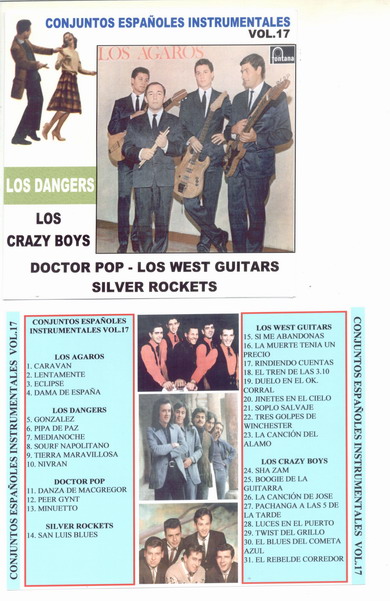 CONJUNTOS ESPAÑOLES INSTRUMENTALES
VOL.17
LOS AGAROS
fontana
LOS DANGERS
LOS
CRAZY BOYS
DOCTOR POP - LOS WEST GUITARS
SILVER ROCKETS
CONJUNTOS ESPAÑOLES INSTRUMENTALES VOL.17
CONJUNTOS ESPAÑOLES
INSTRUMENTALES VOL.17
LOS AGAROS
1. CARAVAN
2. LENTAMENTE
3. ECLIPSE
4. DAMA DE ESPAÑA
LOS DANGERS
5. GONZALEZ
6. PIPA DE PAZ
7. MEDIANOCHE
8. SOURF NAPOLITANO
9. TIERRA MARAVILLOSA
10. NIVRAN
DOCTOR POP
11. DANZA DE MACGREGOR
12. PEER GYNT
13. MINUETTO
SILVER ROCKETS
14. SAN LUIS BLUES
LOS WEST GUITARS
15. SI ME ABANDONAS
16. LA MUERTE TENIA UN
PRECIO
17. RINDIENDO CUENTAS
18. EL TREN DE LAS 3.10
19. DUELO EN EL OK.
CORRAL
20. JINETES EN EL CIELO
21. SOPLO SALVAJE
22. TRES GOLPES DE
WINCHESTER
23. LA CANCIÓN DEL
ALAMO
LOS CRAZY BOYS
24. SHA ZAM
25. BOOGIE DE LA
GUITARRA
26. LA CANCIÓN DE JOSE
27. PACHANGA A LAS 5 DE
LA TARDE
28. LUCES EN EL PUERTO
29. TWIST DEL GRILLO
30. EL BLUES DEL COMETA
AZUL
31. EL REBELDE CORREDOR
CONJUNTOS ESPAÑOLES INSTRUMENTALES VOL.17